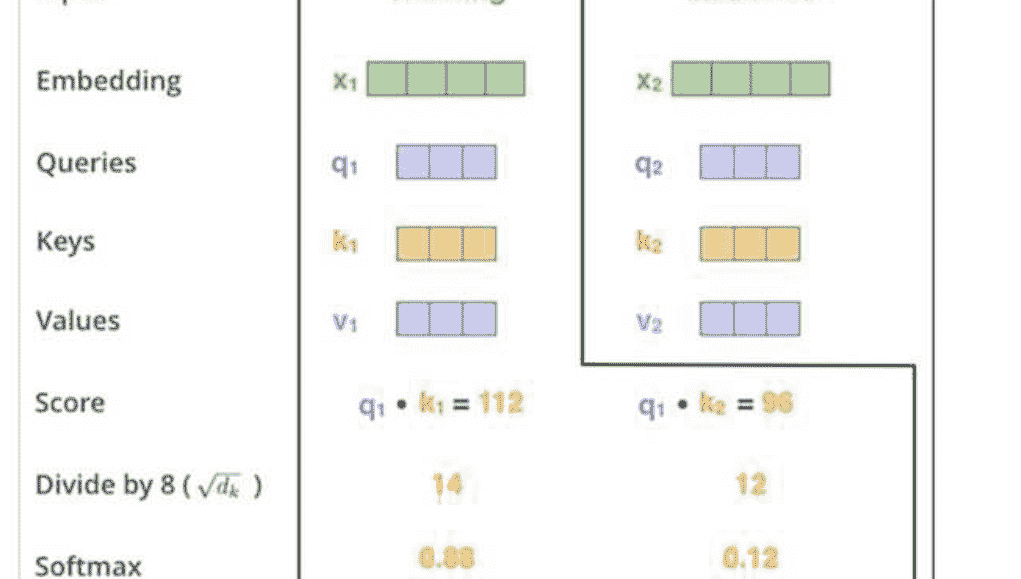 Embedding x₁ x₂
Queries q₁ q₂
Keys k₁ k₂
Values v₁ v₂
Score q₁ • k₁ = 112 q₁ • k₂ = 96
Divide by 8 ( √dₖ ) 14 12
Softmax 0.88 0.12